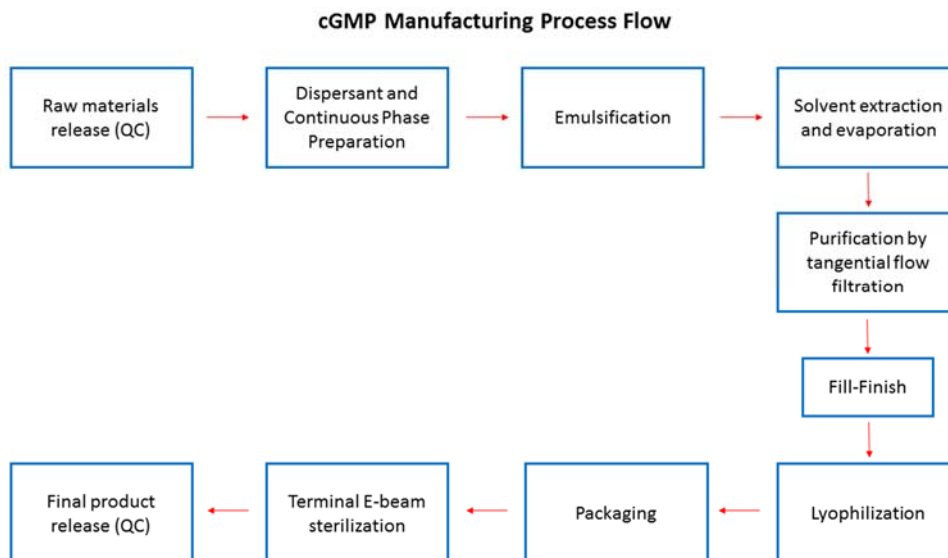 cGMP Manufacturing Process Flow
Raw materials
release (QC)
Dispersant and
Continuous Phase
Preparation
Emulsification
Solvent extraction
and evaporation
Purification by
tangential flow
filtration
Fill-Finish
Lyophilization
Packaging
Terminal E-beam
sterilization
Final product
release (QC)